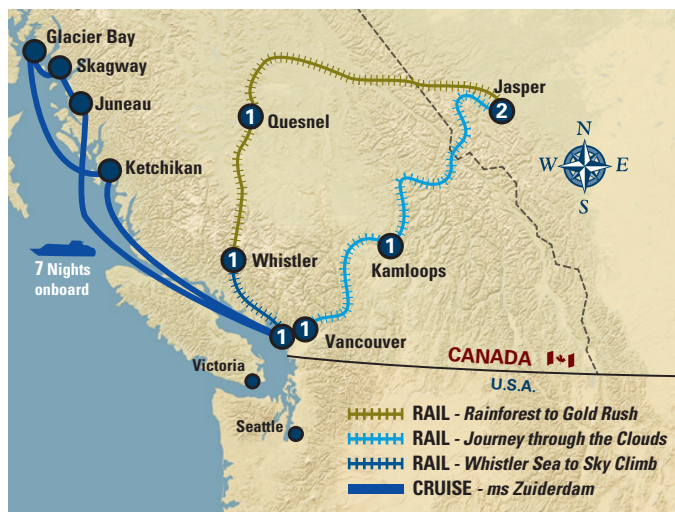 Glacier Bay
Skagway
Juneau
Ketchikan
7 Nights
onboard
1
Quesnel
Jasper
2
N
W
E
S
1
Whistler
1
Kamloops
1
1
Vancouver
Victoria
Seattle
CANADA
U.S.A.
RAIL - Rainforest to Gold Rush
RAIL - Journey through the Clouds
RAIL - Whistler Sea to Sky Climb
CRUISE - ms Zuiderdam